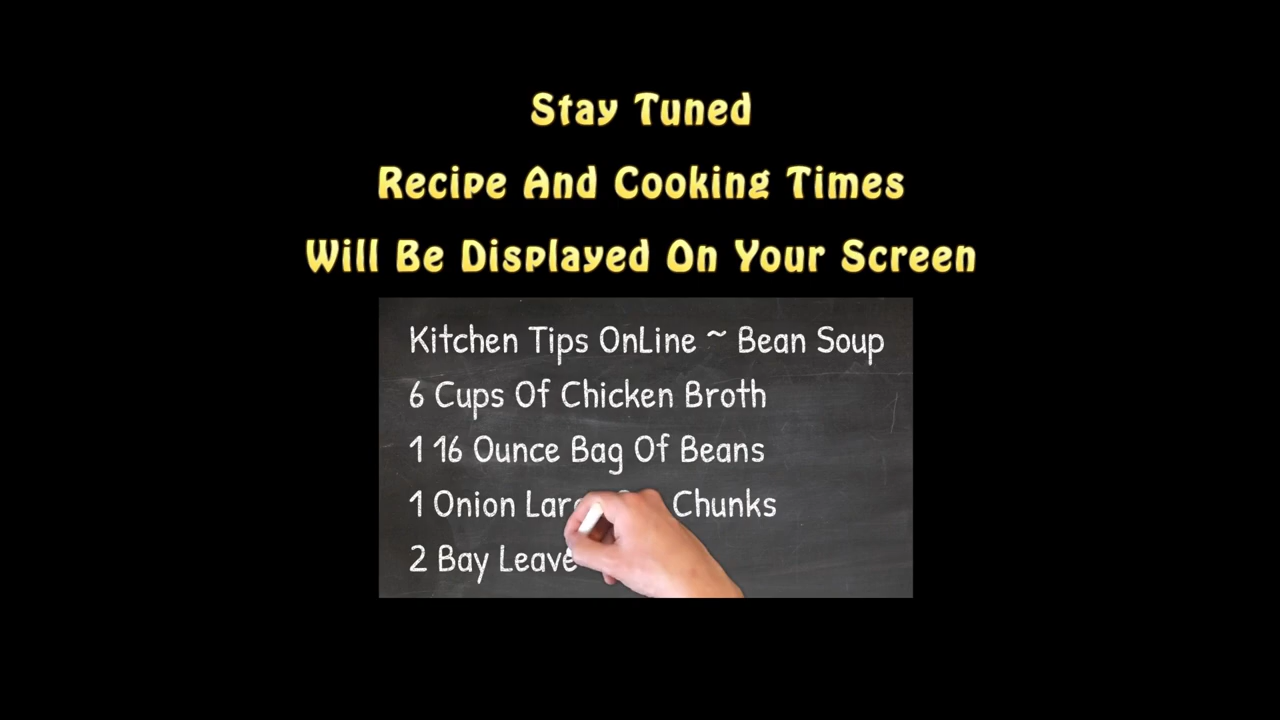 Stay Tuned
Recipe And Cooking Times
Will Be Displayed On Your Screen
Kitchen Tips OnLine ~ Bean Soup
6 Cups Of Chicken Broth
1 16 Ounce Bag Of Beans
1 Onion Chunks
2 Bay Leave